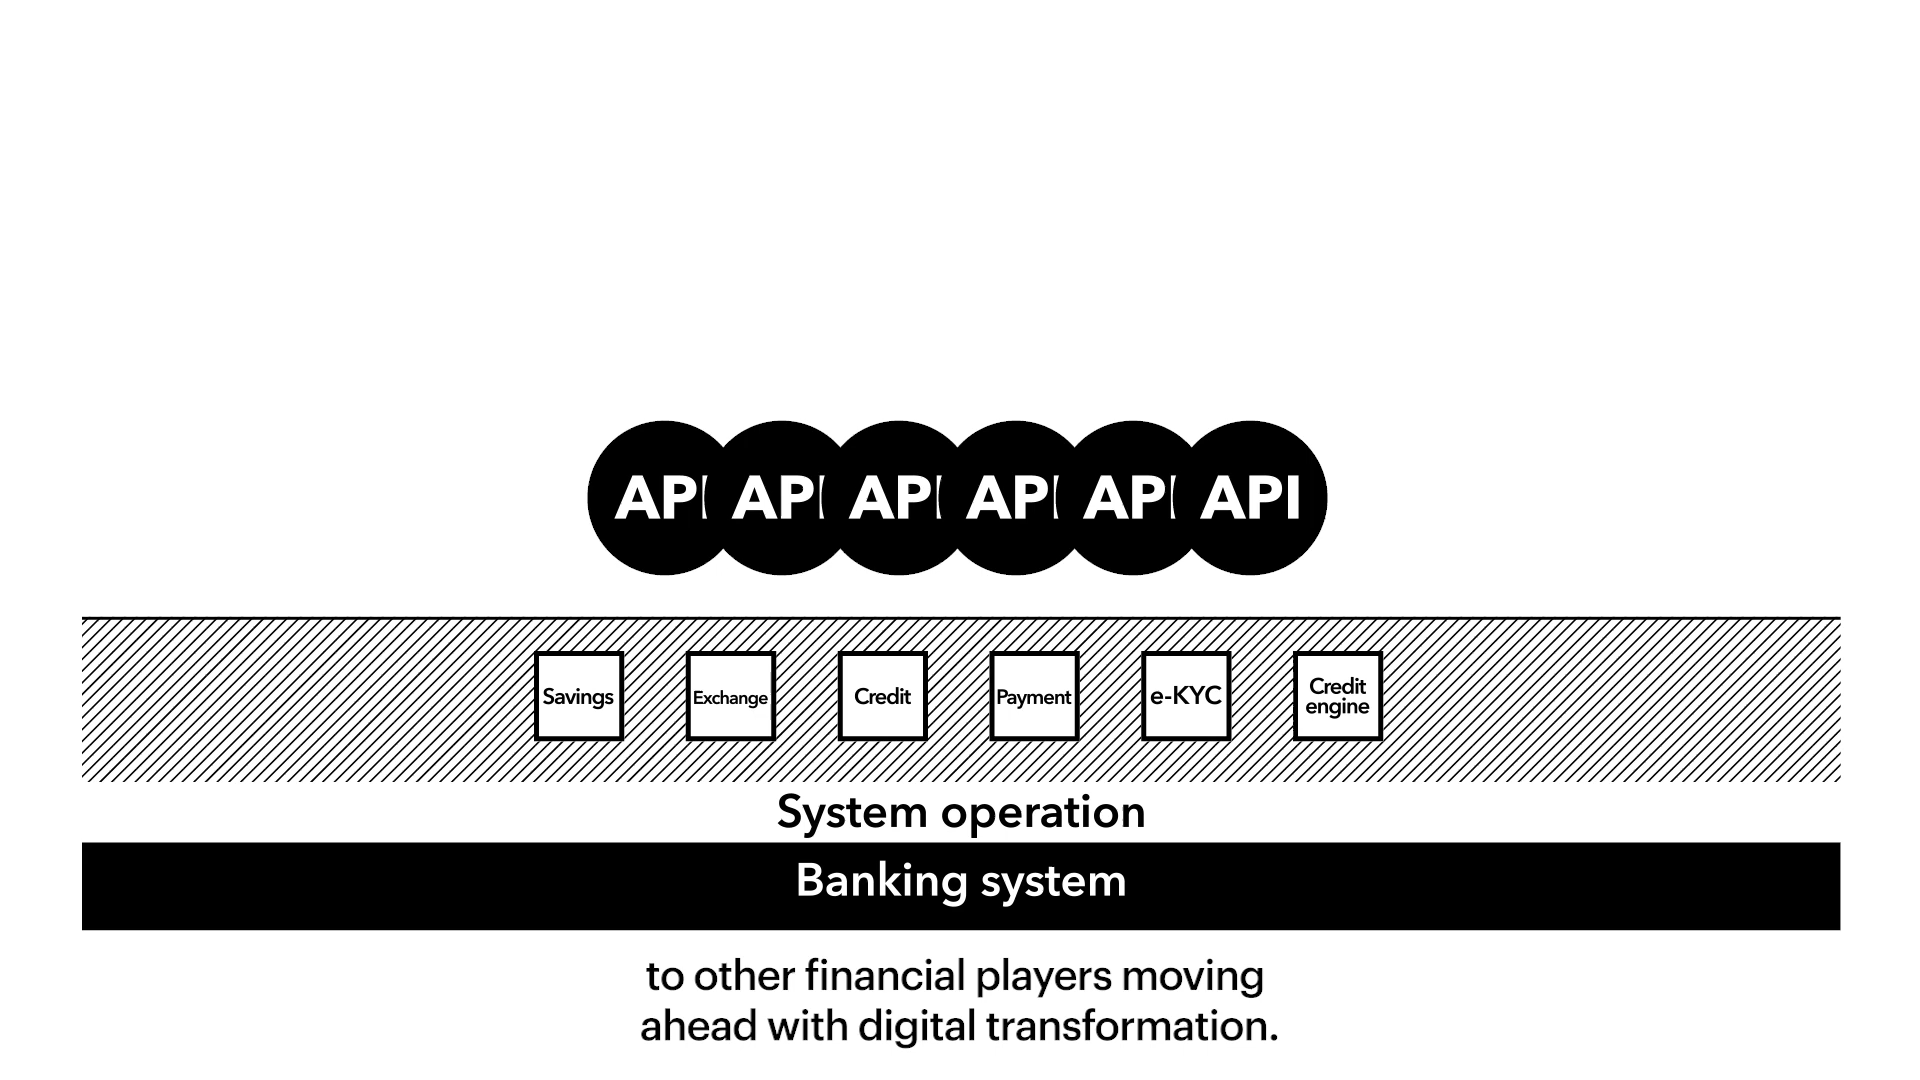 API API API API API API
Savings Exchange Credit Payment e-KYC Credit engine
System operation
Banking system
to other financial players moving
ahead with digital transformation.